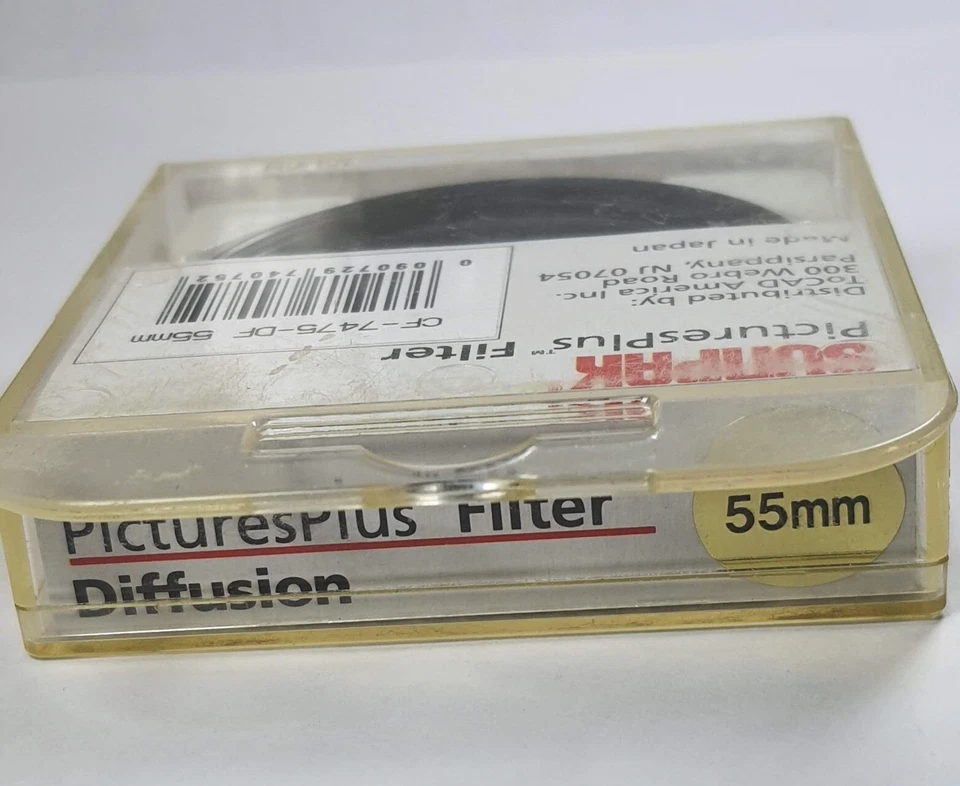 SUNPAK®
PicturesPlus™ Filter
Distributed by:
ToCAD America Inc.
300 Webro Road
Parsippany, NJ 07054
Made in Japan
CF-7475-DF 55mm
0 090729 740752
PicturesPlus Filter
Diffusion
55mm